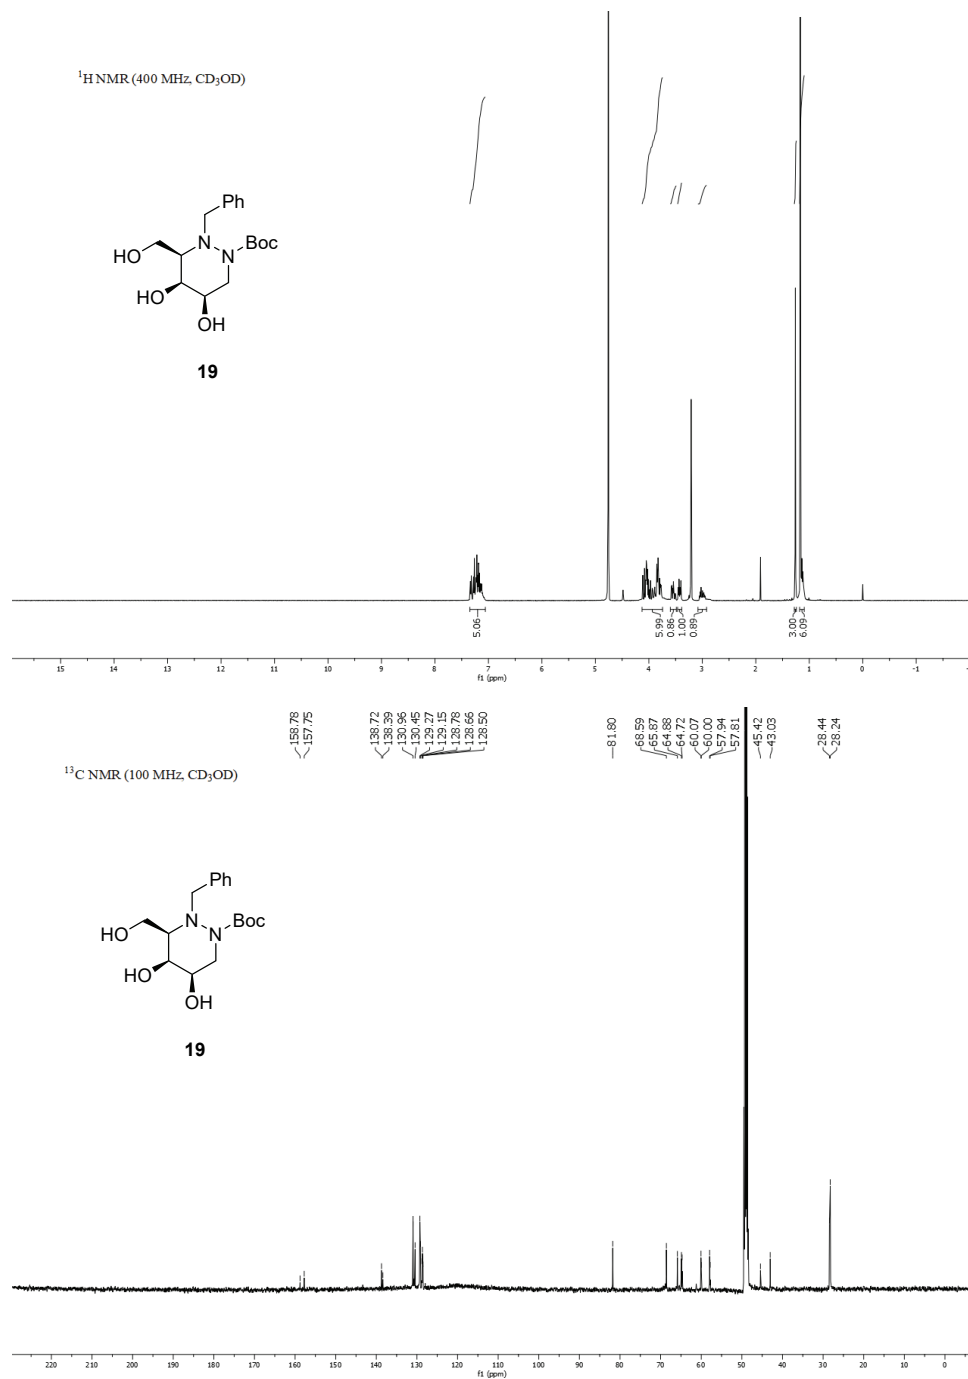 ¹H NMR (400 MHz, CD₃OD)
Ph
N
N
Boc
HO
HO
OH
19
5.06
5.99
0.86
1.00
0.89
3.00
6.09
15 14 13 12 11 10 9 8 7 6 5 4 3 2 1 0 -1
f1 (ppm)
158.78
157.75
138.72
138.39
130.96
130.45
129.27
129.15
128.78
128.66
128.50
81.80
68.59
65.87
64.88
64.72
60.07
60.00
57.94
57.81
45.42
43.03
28.44
28.24
¹³C NMR (100 MHz, CD₃OD)
Ph
N
N
Boc
HO
HO
OH
19
220 210 200 190 180 170 160 150 140 130 120 110 100 90 80 70 60 50 40 30 20 10 0
f1 (ppm)